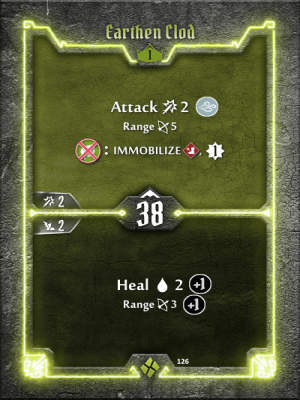 Earthen Clod
1
Attack 2
Range 5
: IMMOBILIZE , 1
2
38
2
Heal 2 +1
Range 3 +1
126